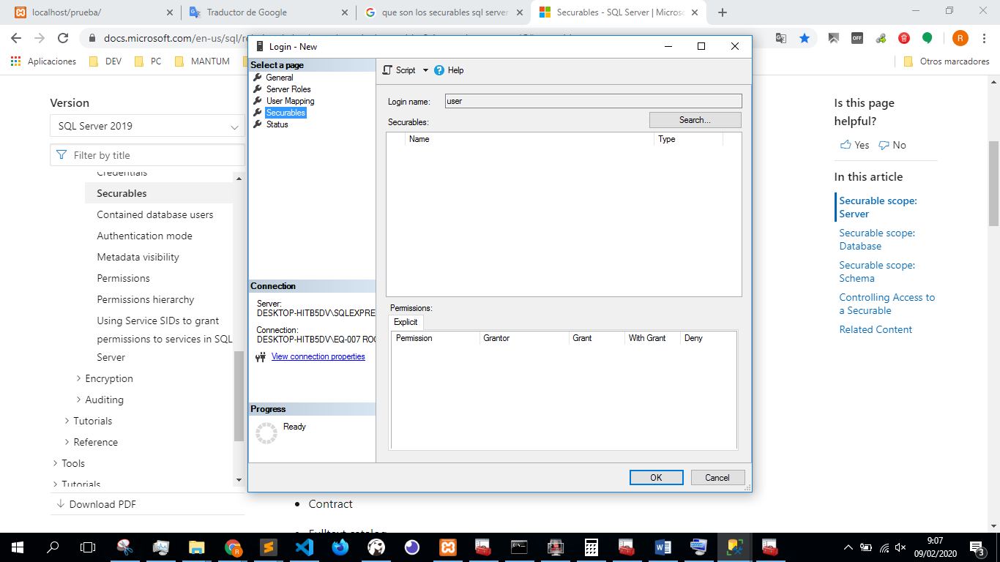 localhost/prueba/
Traductor de Google
que son los securables sql server
Securables - SQL Server | Microso
docs.microsoft.com/en-us/sql/re
OFF
R
Aplicaciones
DEV
PC
MANTUM
Otros marcadores
Version
SQL Server 2019
Filter by title
Credentials
Securables
Contained database users
Authentication mode
Metadata visibility
Permissions
Permissions hierarchy
Using Service SIDs to grant
permissions to services in SQL
Server
Encryption
Auditing
Tutorials
Reference
Tools
Tutorials
Download PDF
Login - New
Select a page
General
Server Roles
User Mapping
Securables
Status
Connection
Server:
DESKTOP-HITB5DV\SQLEXPRE
Connection:
DESKTOP-HITB5DV\EQ-007 ROO
View connection properties
Progress
Ready
Script
Help
Login name:
user
Securables:
Search...
Name
Type
Permissions:
Explicit
Permission
Grantor
Grant
With Grant
Deny
OK
Cancel
Contract
Fulltext catalog
Is this page
helpful?
Yes
No
In this article
Securable scope:
Server
Securable scope:
Database
Securable scope:
Schema
Controlling Access to
a Securable
Related Content
9:07
09/02/2020
3